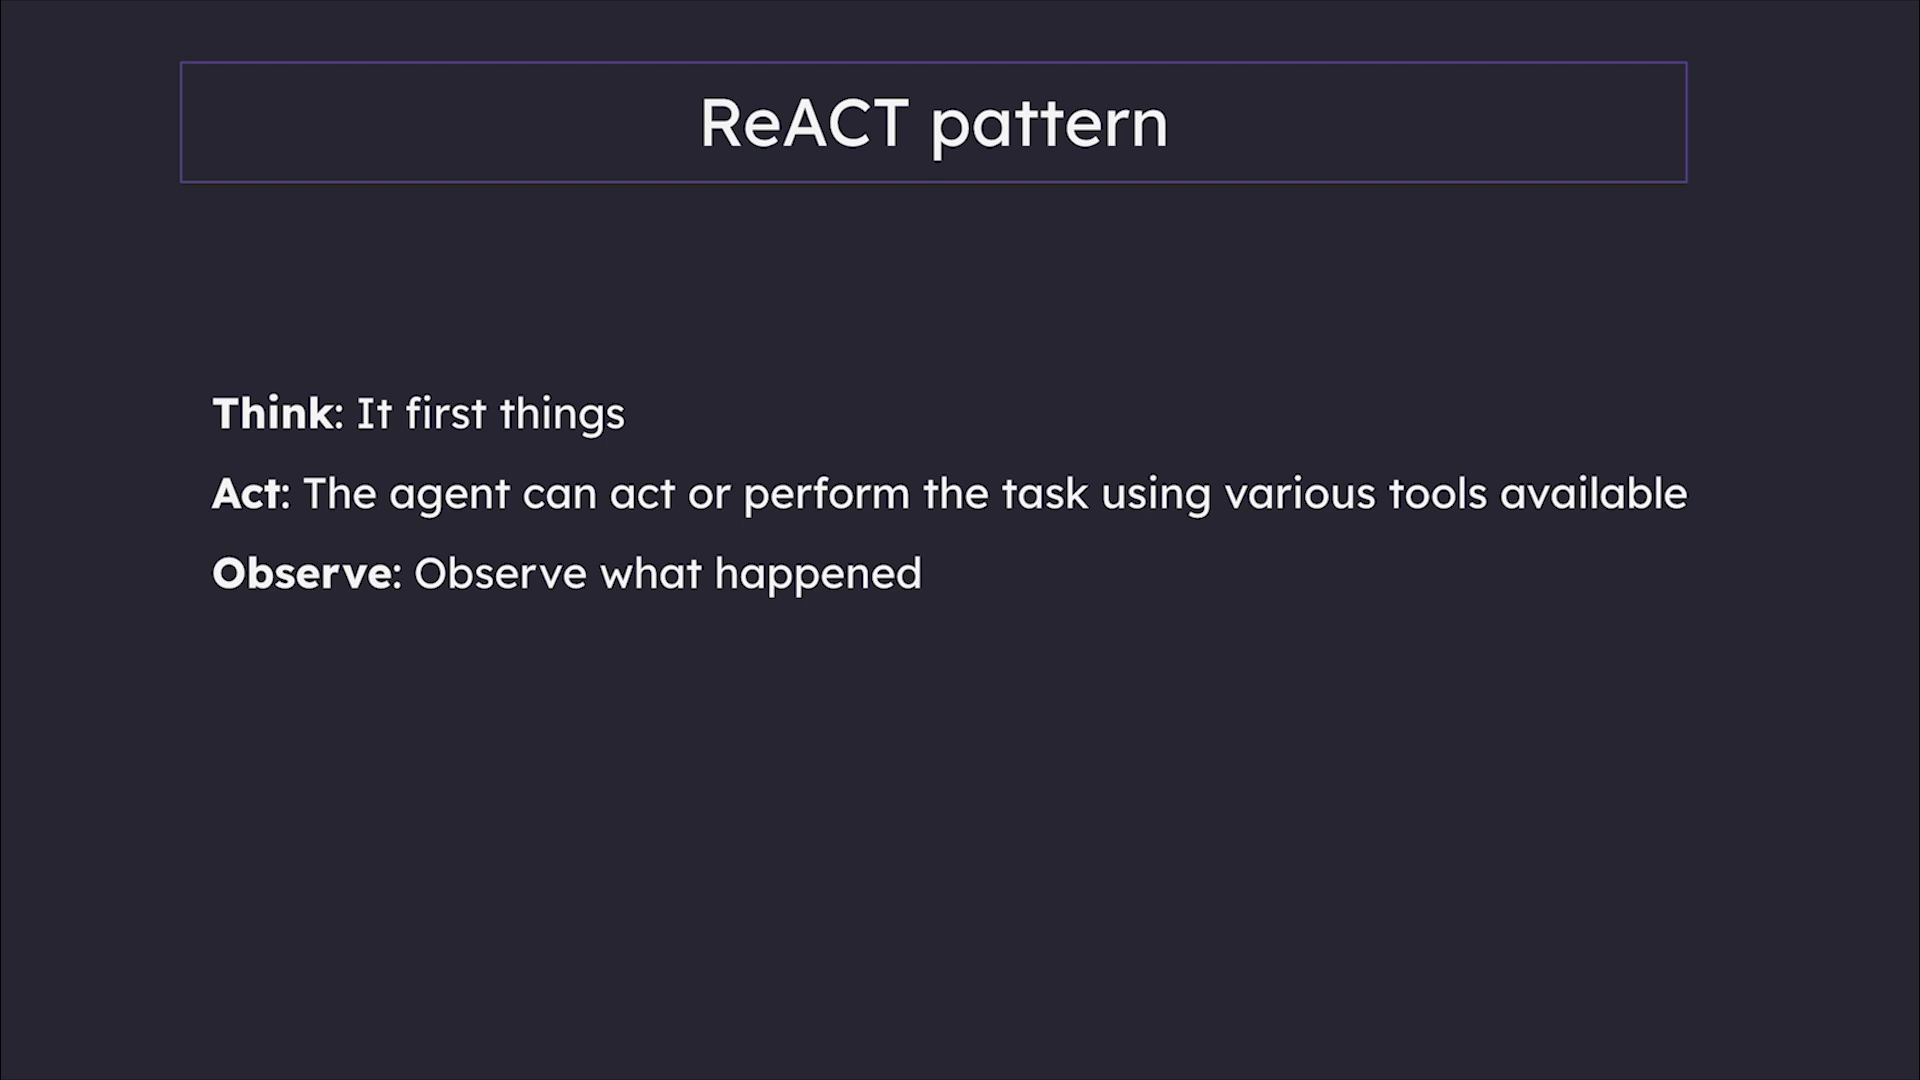 ReACT pattern
Think: It first things
Act: The agent can act or perform the task using various tools available
Observe: Observe what happened